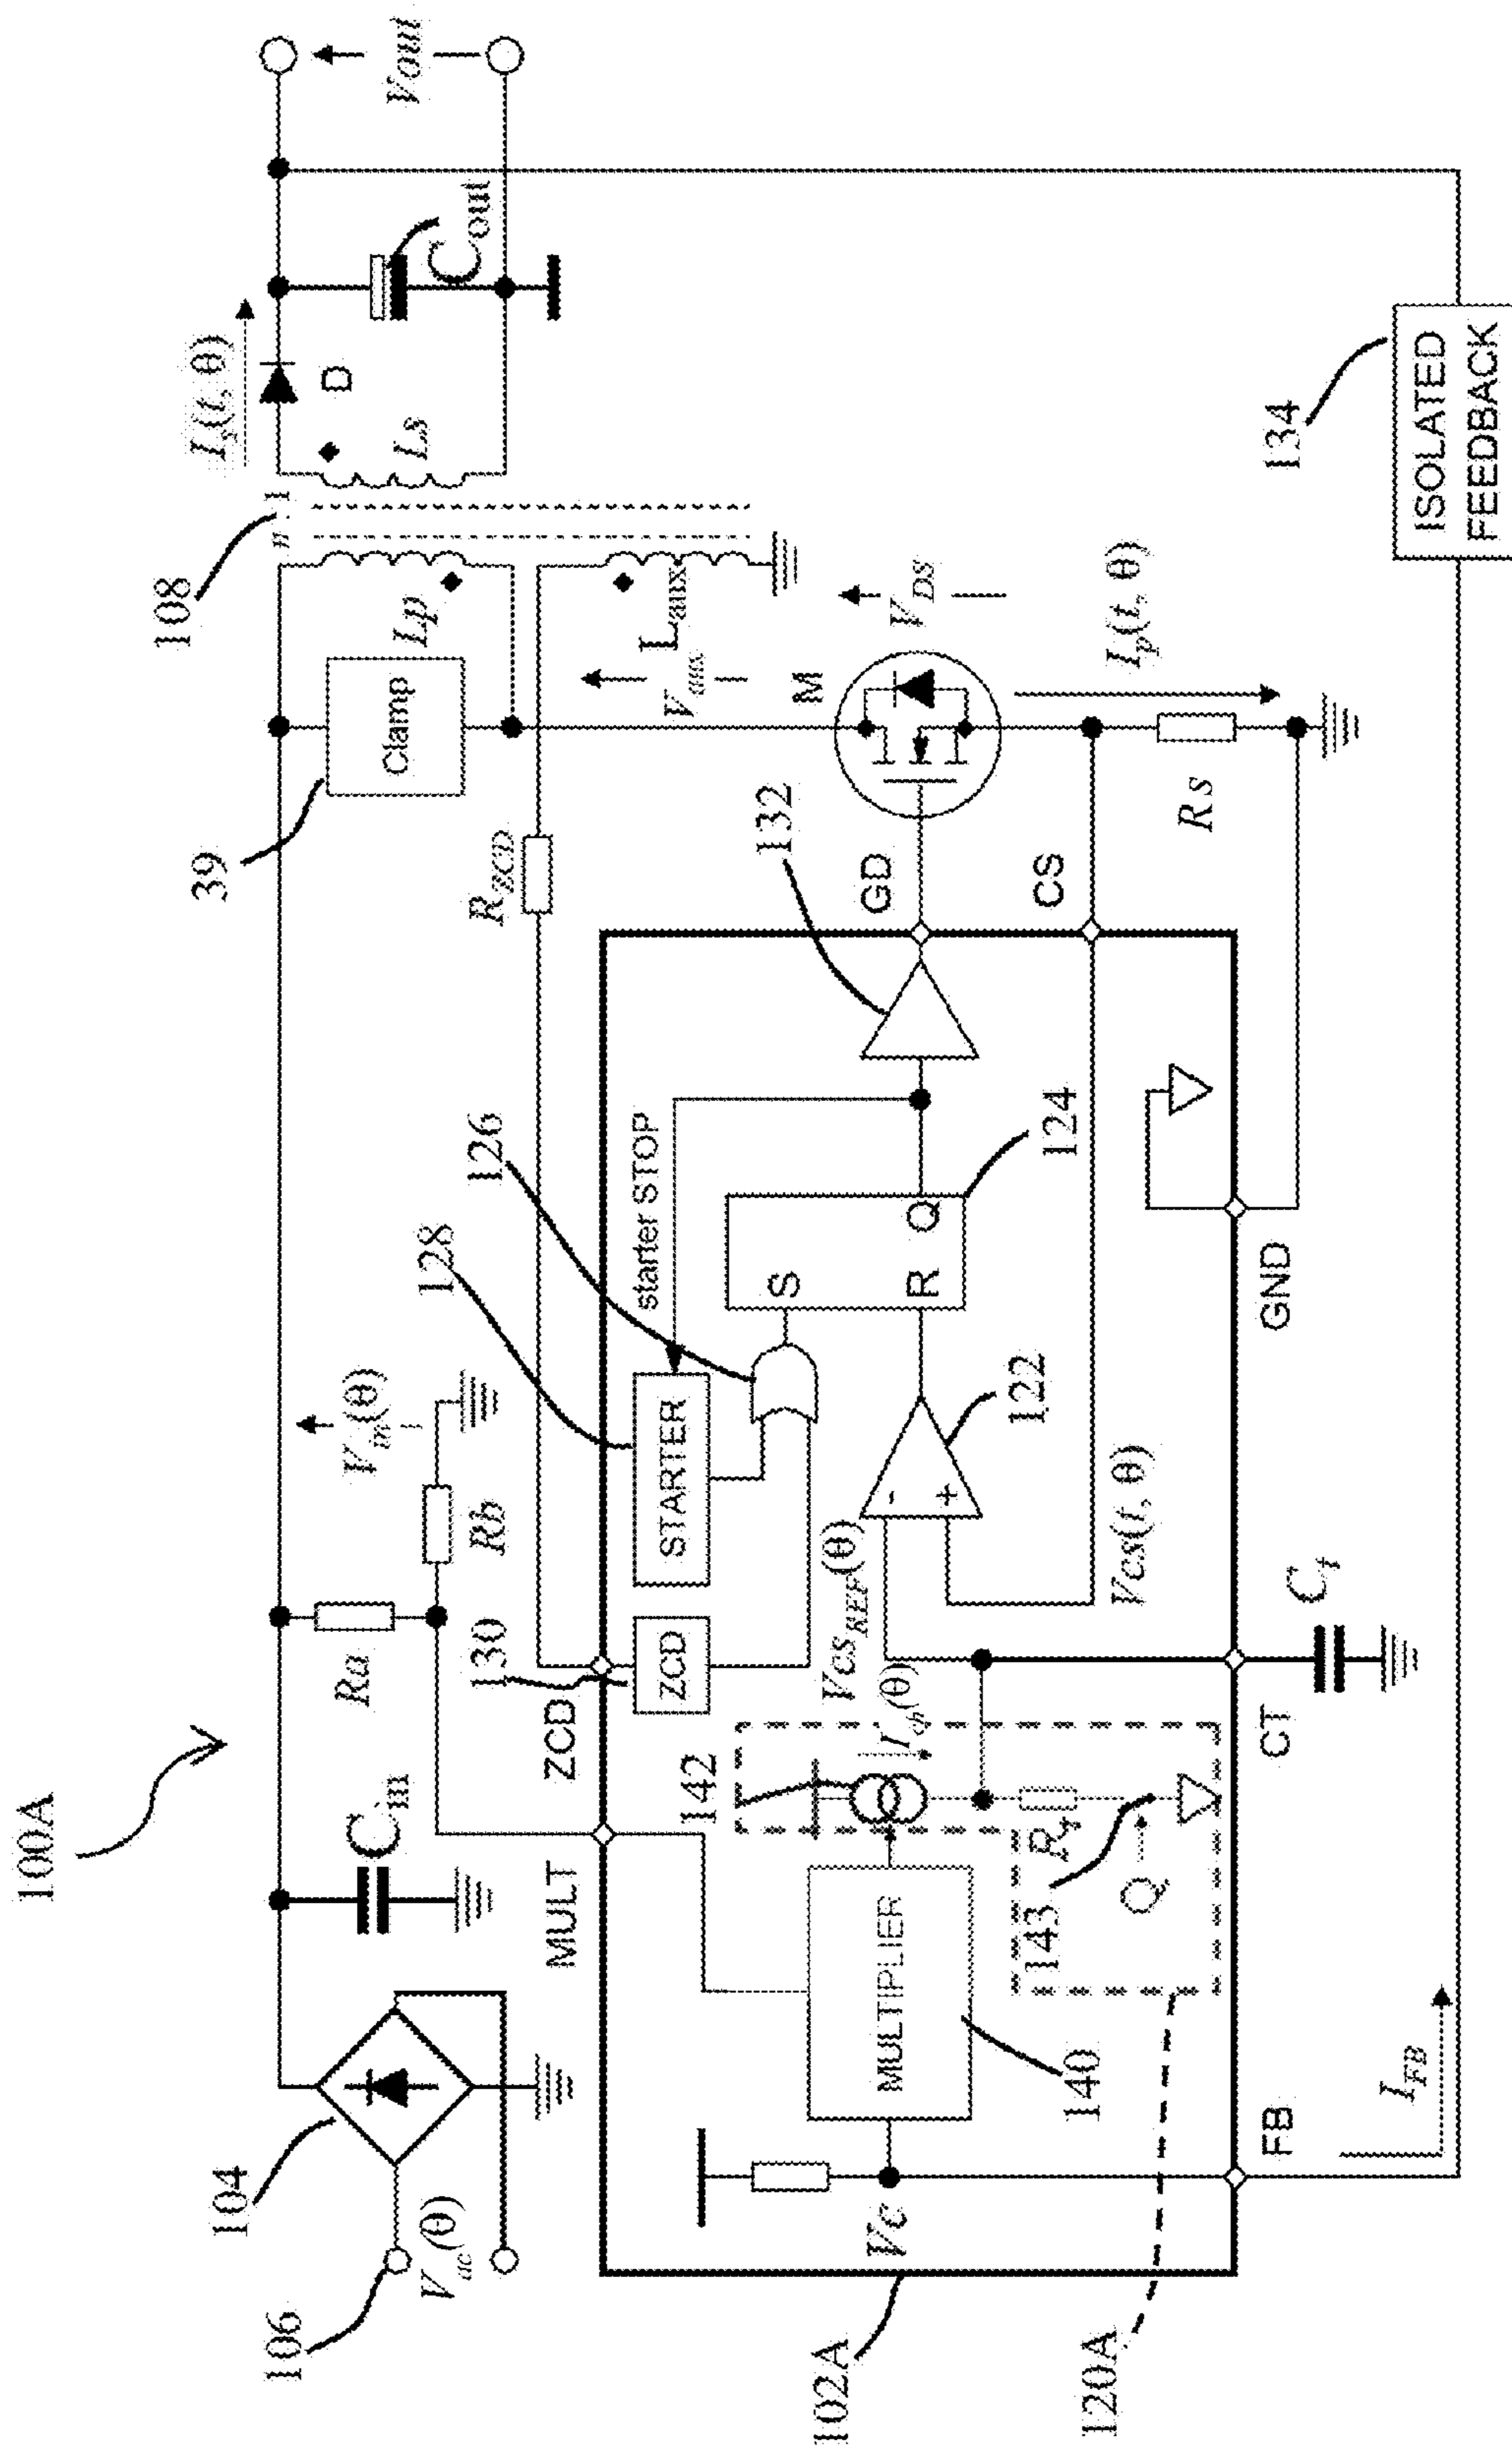 100A
108
n : 1
Is(t, θ)
Vout
Cout
D
Ls
Lp
Clamp
39
Vin(θ)
Ra
Rb
Cin
104
106
Vac(θ)
RZCD
Laux
Vaux
M
VDS
Ip(t, θ)
Rs
132
GD
CS
126
128
starter STOP
130
ZCD
ZCD
STARTER
S
R
Q
124
122
-
+
VcsREF(θ)
Vcs(t, θ)
MULT
142
Ich(θ)
MULTIPLIER
140
143
RT
Q
Vc
102A
120A
FB
CT
CT
GND
IFB
134
ISOLATED
FEEDBACK